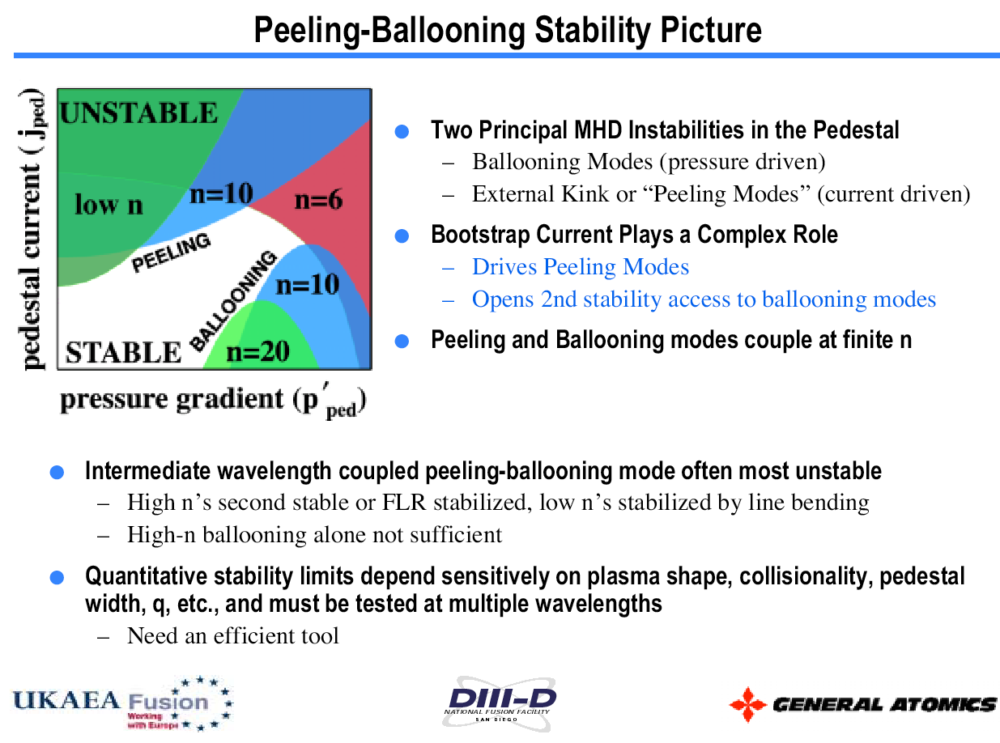 Peeling-Ballooning Stability Picture
pedestal current ( jped)
UNSTABLE
low n
n=10
n=6
PEELING
BALLOONING
n=10
STABLE
n=20
pressure gradient (p′ped)
● Two Principal MHD Instabilities in the Pedestal
– Ballooning Modes (pressure driven)
– External Kink or “Peeling Modes” (current driven)
● Bootstrap Current Plays a Complex Role
– Drives Peeling Modes
– Opens 2nd stability access to ballooning modes
● Peeling and Ballooning modes couple at finite n
● Intermediate wavelength coupled peeling-ballooning mode often most unstable
– High n’s second stable or FLR stabilized, low n’s stabilized by line bending
– High-n ballooning alone not sufficient
● Quantitative stability limits depend sensitively on plasma shape, collisionality, pedestal
width, q, etc., and must be tested at multiple wavelengths
– Need an efficient tool
UKAEA Fusion
Working
with Europe
DIII-D
NATIONAL FUSION FACILITY
SAN DIEGO
GENERAL ATOMICS